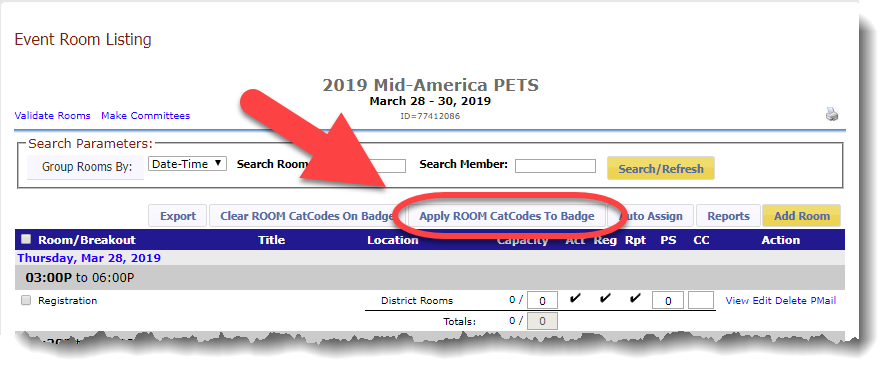 Event Room Listing
2019 Mid-America PETS
March 28 - 30, 2019
Validate Rooms Make Committees ID=77412086
Search Parameters:
Group Rooms By: Date-Time Search Room Search Member: Search/Refresh
Export Clear ROOM CatCodes On Badge Apply ROOM CatCodes To Badge Auto Assign Reports Add Room
Room/Breakout Title Location Capacity Act Reg Rpt PS CC Action
Thursday, Mar 28, 2019
03:00P to 06:00P
Registration District Rooms 0 / 0 ✔ ✔ ✔ 0 View Edit Delete PMail
Totals: 0 / 0